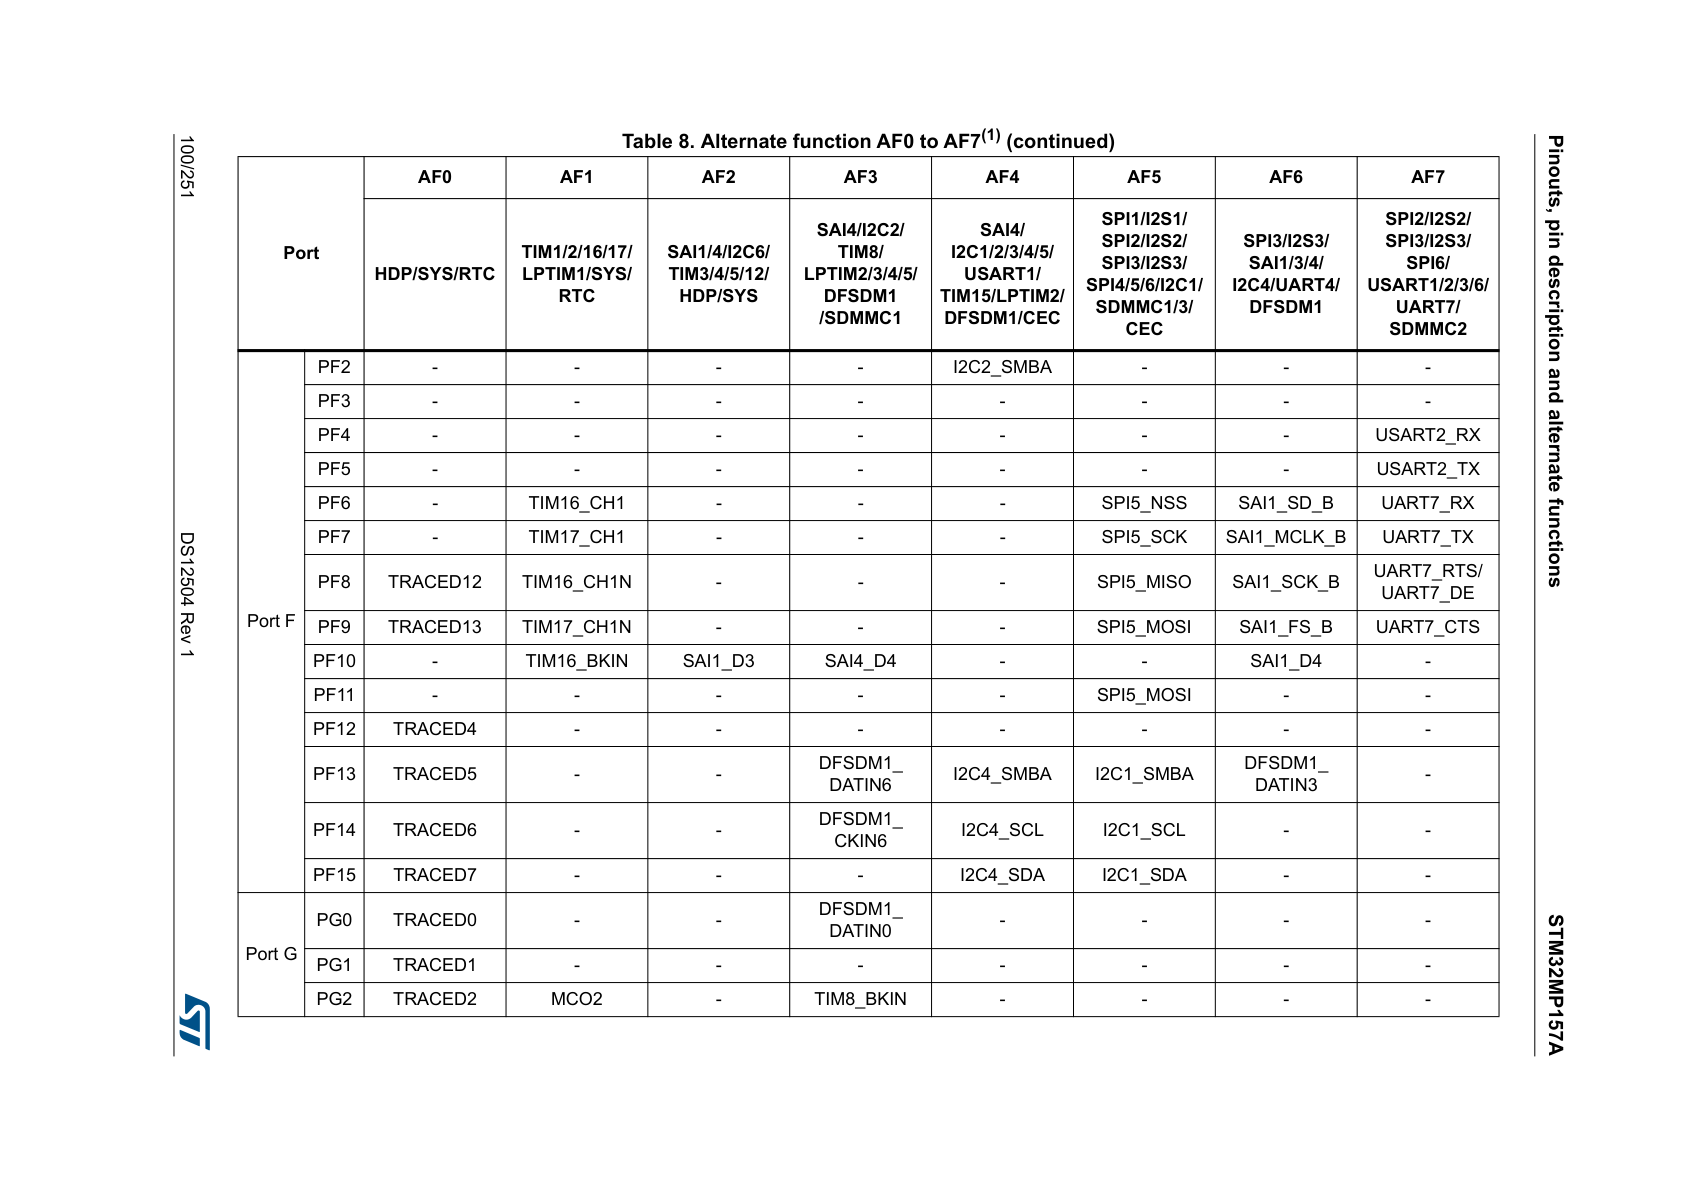 Pinouts, pin description and alternate functions
STM32MP157A
Table 8. Alternate function AF0 to AF7(1) (continued)
Port AF0 AF1 AF2 AF3 AF4 AF5 AF6 AF7
HDP/SYS/RTC
TIM1/2/16/17/
LPTIM1/SYS/
RTC
SAI1/4/I2C6/
TIM3/4/5/12/
HDP/SYS
SAI4/I2C2/
TIM8/
LPTIM2/3/4/5/
DFSDM1
/SDMMC1
SAI4/
I2C1/2/3/4/5/
USART1/
TIM15/LPTIM2/
DFSDM1/CEC
SPI1/I2S1/
SPI2/I2S2/
SPI3/I2S3/
SPI4/5/6/I2C1/
SDMMC1/3/
CEC
SPI3/I2S3/
SAI1/3/4/
I2C4/UART4/
DFSDM1
SPI2/I2S2/
SPI3/I2S3/
SPI6/
USART1/2/3/6/
UART7/
SDMMC2
Port F
PF2 - - - - I2C2_SMBA - - -
PF3 - - - - - - - -
PF4 - - - - - - - USART2_RX
PF5 - - - - - - - USART2_TX
PF6 - TIM16_CH1 - - - SPI5_NSS SAI1_SD_B UART7_RX
PF7 - TIM17_CH1 - - - SPI5_SCK SAI1_MCLK_B UART7_TX
PF8 TRACED12 TIM16_CH1N - - - SPI5_MISO SAI1_SCK_B UART7_RTS/
UART7_DE
PF9 TRACED13 TIM17_CH1N - - - SPI5_MOSI SAI1_FS_B UART7_CTS
PF10 - TIM16_BKIN SAI1_D3 SAI4_D4 - - SAI1_D4 -
PF11 - - - - - SPI5_MOSI - -
PF12 TRACED4 - - - - - - -
PF13 TRACED5 - - DFSDM1_
DATIN6 I2C4_SMBA I2C1_SMBA DFSDM1_
DATIN3 -
PF14 TRACED6 - - DFSDM1_
CKIN6 I2C4_SCL I2C1_SCL - -
PF15 TRACED7 - - - I2C4_SDA I2C1_SDA - -
Port G
PG0 TRACED0 - - DFSDM1_
DATIN0 - - - -
PG1 TRACED1 - - - - - - -
PG2 TRACED2 MCO2 - TIM8_BKIN - - - -
100/251
DS12504 Rev 1
ST